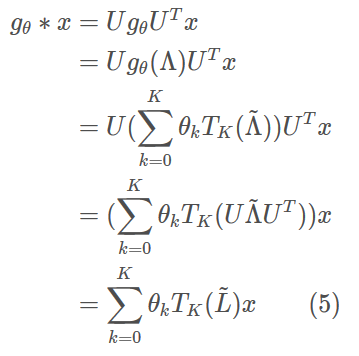 g_θ * x = U g_θ U^T x
= U g_θ(Λ) U^T x
= U(∑_{k=0}^{K} θ_k T_K(Λ̃)) U^T x
= (∑_{k=0}^{K} θ_k T_K(U Λ̃ U^T)) x
= ∑_{k=0}^{K} θ_k T_K(L̃) x (5)